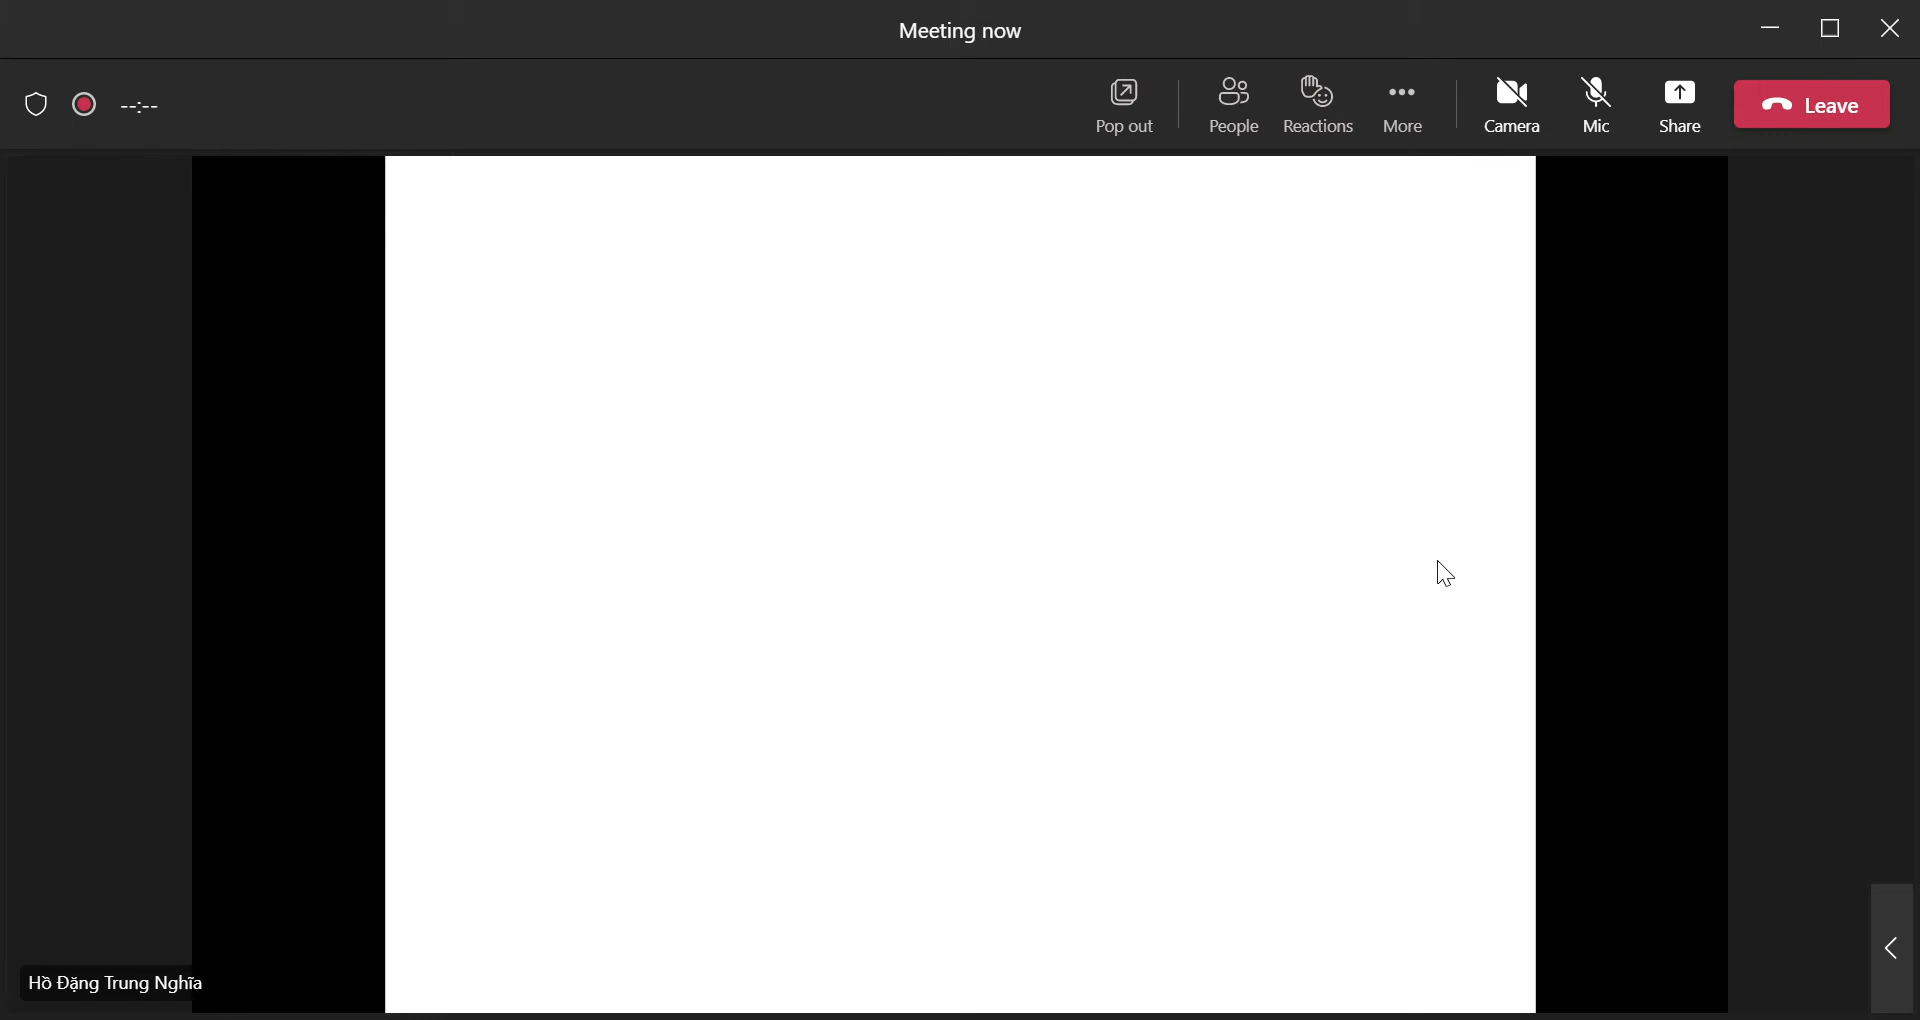 Meeting now
--:--
Pop out
People
Reactions
More
Camera
Mic
Share
Leave
Hồ Đặng Trung Nghĩa